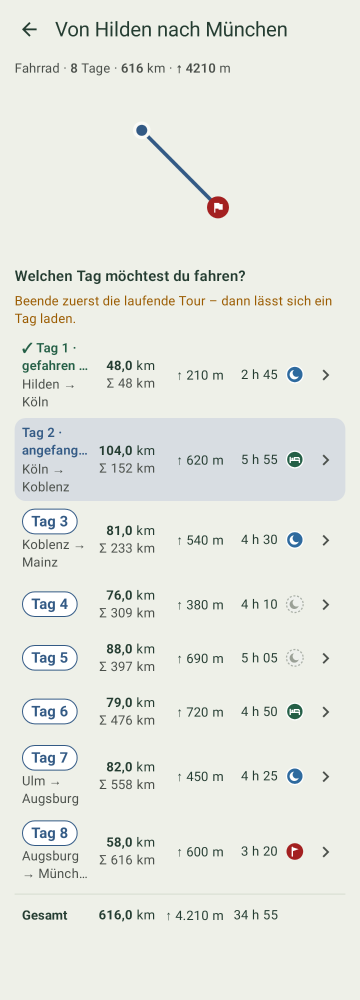 Von Hilden nach München
Fahrrad · 8 Tage · 616 km · ↑ 4210 m
Welchen Tag möchtest du fahren?
Beende zuerst die laufende Tour – dann lässt sich ein
Tag laden.
✓ Tag 1 ·
gefahren …
Hilden →
Köln
48,0 km
Σ 48 km
↑ 210 m
2 h 45
Tag 2 ·
angefang…
Köln →
Koblenz
104,0 km
Σ 152 km
↑ 620 m
5 h 55
Tag 3
Koblenz →
Mainz
81,0 km
Σ 233 km
↑ 540 m
4 h 30
Tag 4
76,0 km
Σ 309 km
↑ 380 m
4 h 10
Tag 5
88,0 km
Σ 397 km
↑ 690 m
5 h 05
Tag 6
79,0 km
Σ 476 km
↑ 720 m
4 h 50
Tag 7
Ulm →
Augsburg
82,0 km
Σ 558 km
↑ 450 m
4 h 25
Tag 8
Augsburg
→ Münch…
58,0 km
Σ 616 km
↑ 600 m
3 h 20
Gesamt 616,0 km ↑ 4.210 m 34 h 55